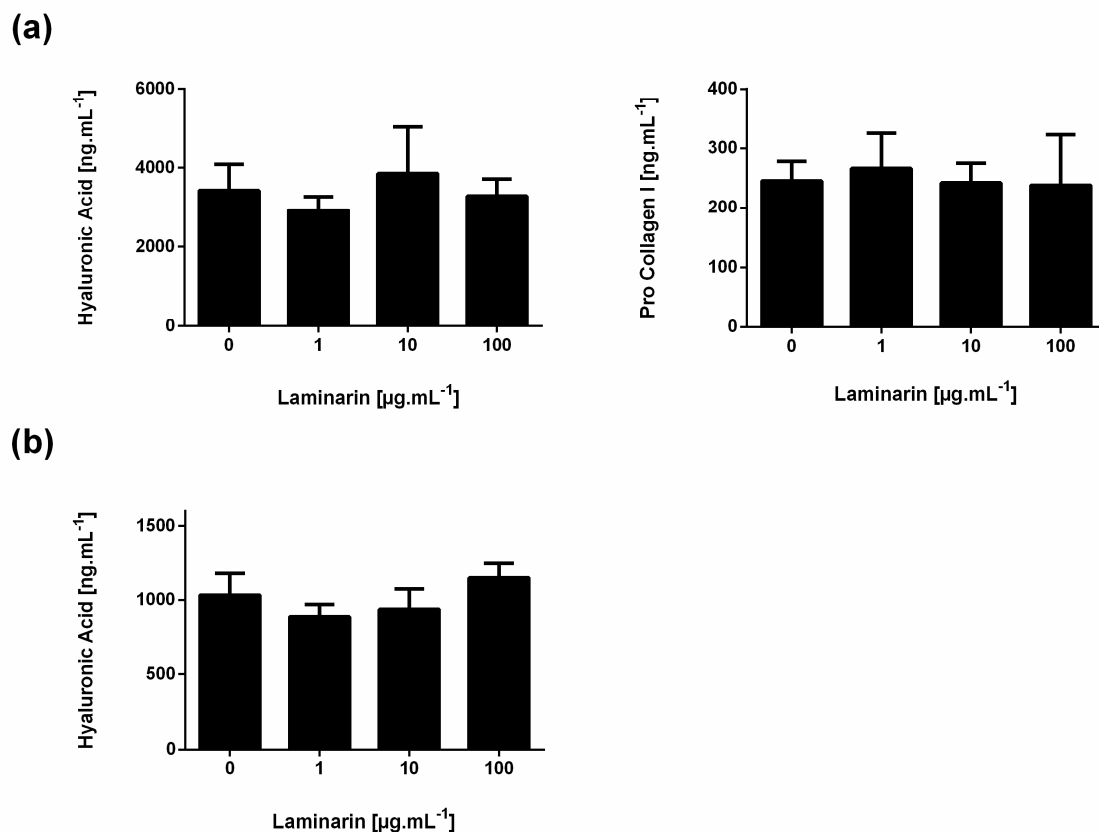 (a)
Hyaluronic Acid [ng.mL⁻¹]
6000
4000
2000
0
0 1 10 100
Laminarin [µg.mL⁻¹]
Pro Collagen I [ng.mL⁻¹]
400
300
200
100
0
0 1 10 100
Laminarin [µg.mL⁻¹]
(b)
Hyaluronic Acid [ng.mL⁻¹]
1500
1000
500
0
0 1 10 100
Laminarin [µg.mL⁻¹]